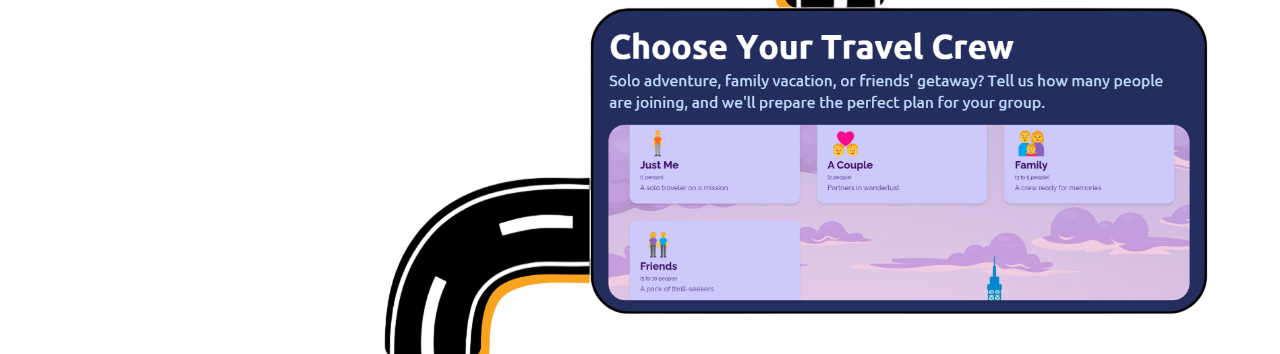 Choose Your Travel Crew
Solo adventure, family vacation, or friends' getaway? Tell us how many people
are joining, and we'll prepare the perfect plan for your group.
Just Me
(1 person)
A solo traveler on a mission
A Couple
(2 people)
Partners in wanderlust
Family
(3 to 5 people)
A crew ready for memories
Friends
(5 to 10 people)
A pack of thrill-seekers